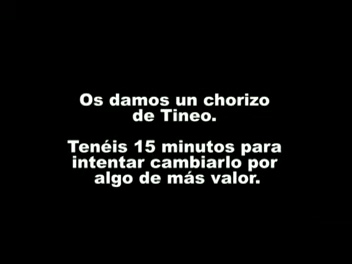 Os damos un chorizo
de Tineo.
Tenéis 15 minutos para
intentar cambiarlo por
algo de más valor.